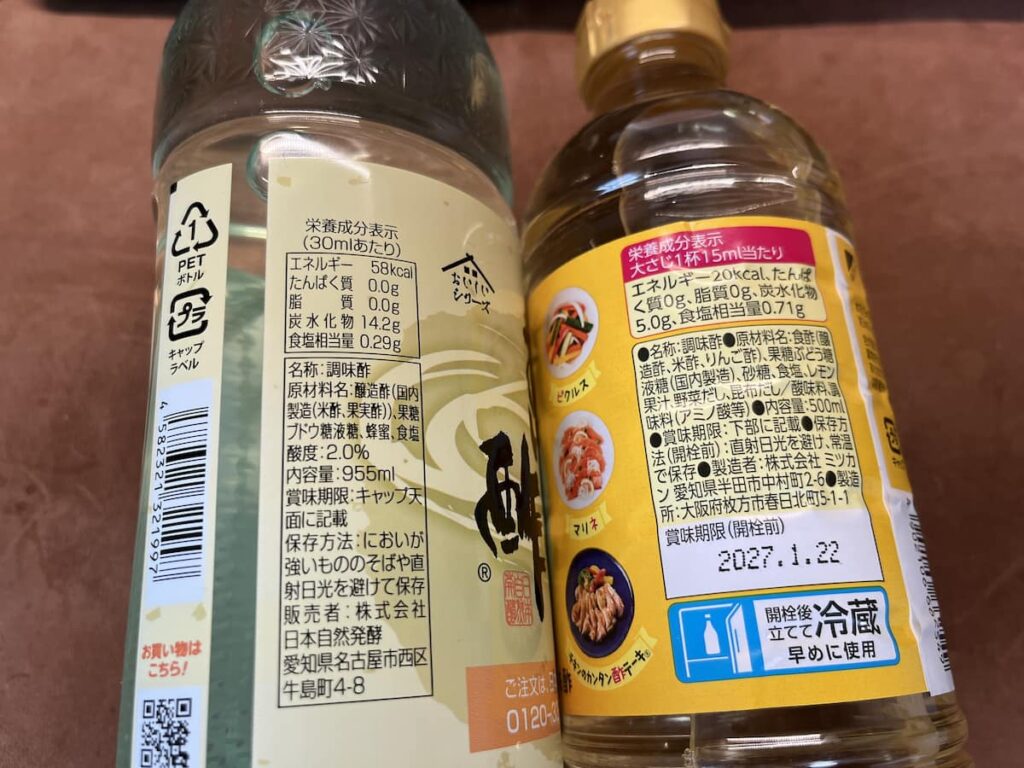 1
PET
ボトル
プラ
キャップ
ラベル
4 582321 321997
お買い物は
こちら!
栄養成分表示
(30mlあたり)
エネルギー 58kcal
たんぱく質 0.0g
脂質 0.0g
炭水化物 14.2g
食塩相当量 0.29g
おいしい
シリーズ
名称:調味酢
原材料名:醸造酢(国内
製造(米酢、果実酢))、果糖
ブドウ糖液糖、蜂蜜、食塩
酸度:2.0%
内容量:955ml
賞味期限:キャップ天
面に記載
保存方法:においが
強いもののそばや直
射日光を避けて保存
販売者:株式会社
日本自然発酵
愛知県名古屋市西区
牛島町4-8
酢
®
ご注文は、
0120-3
栄養成分表示
大さじ1杯15ml当たり
エネルギー20kcal、たんぱ
く質0g、脂質0g、炭水化物
5.0g、食塩相当量0.71g
ピクルス
マリネ
チキンのカンタン酢テーキ®
●名称:調味酢●原材料名:食酢(醸
造酢、米酢、りんご酢)、果糖ぶどう糖
液糖(国内製造)、砂糖、食塩、レモン
果汁、野菜だし、昆布だし/酸味料、調
味料(アミノ酸等)●内容量:500ml
●賞味期限:下部に記載●保存方
法(開栓前):直射日光を避け、常温
で保存●製造者:株式会社 ミツカ
ン 愛知県半田市中村町2-6●製造
所:大阪府枚方市春日北町5-1-1
賞味期限(開栓前)
2027.1.22
開栓後
立てて冷蔵
早めに使用